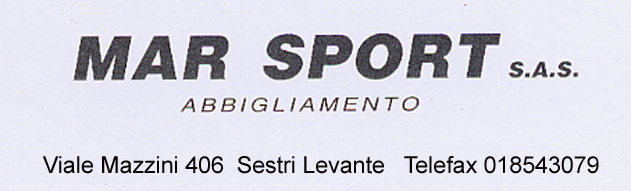 MAR SPORT S.A.S.
ABBIGLIAMENTO
Viale Mazzini 406 Sestri Levante Telefax 018543079